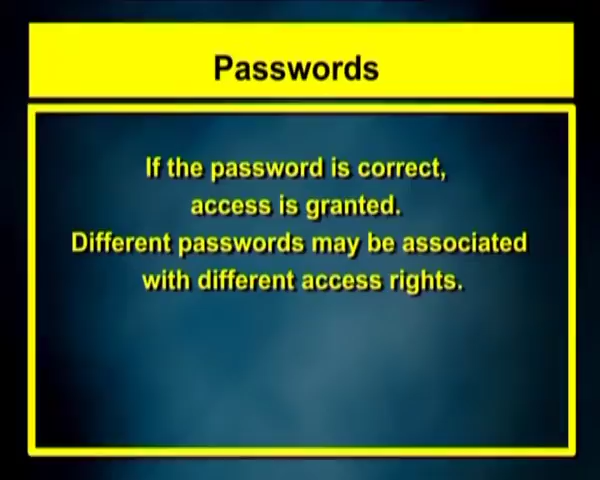 Passwords
If the password is correct,
access is granted.
Different passwords may be associated
with different access rights.